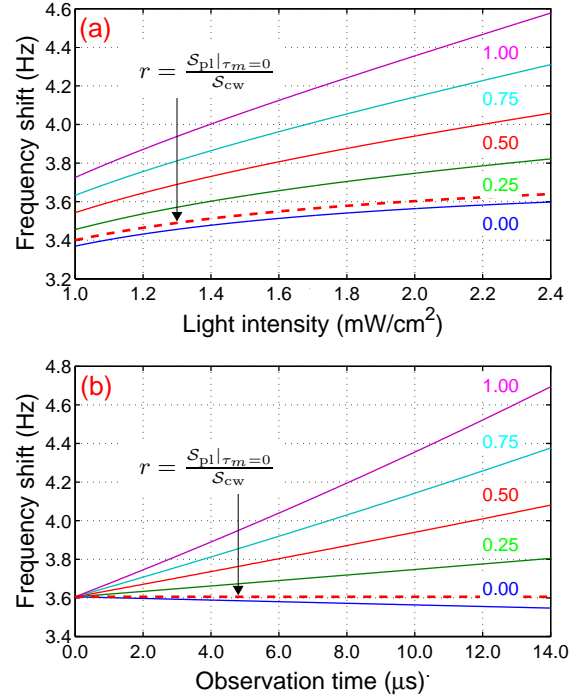 (a)
Frequency shift (Hz)
4.6
4.4
4.2
4.0
3.8
3.6
3.4
3.2
r = S_pl|τ_m=0 / S_cw
1.00
0.75
0.50
0.25
0.00
1.0 1.2 1.4 1.6 1.8 2.0 2.2 2.4
Light intensity (mW/cm²)
(b)
Frequency shift (Hz)
4.8
4.6
4.4
4.2
4.0
3.8
3.6
3.4
r = S_pl|τ_m=0 / S_cw
1.00
0.75
0.50
0.25
0.00
0.0 2.0 4.0 6.0 8.0 10.0 12.0 14.0
Observation time (μs)